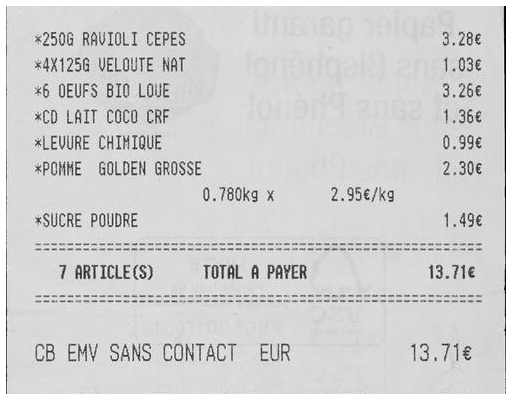 *250G RAVIOLI CEPES 3.28€
*4X125G VELOUTE NAT 1.03€
*6 OEUFS BIO LOUE 3.26€
*CD LAIT COCO CRF 1.36€
*LEVURE CHIMIQUE 0.99€
*POMME GOLDEN GROSSE 2.30€
0.780kg x 2.95€/kg
*SUCRE POUDRE 1.49€
7 ARTICLE(S) TOTAL A PAYER 13.71€
CB EMV SANS CONTACT EUR 13.71€
Papier garanti
sans Bisphénol
et sans Phénol